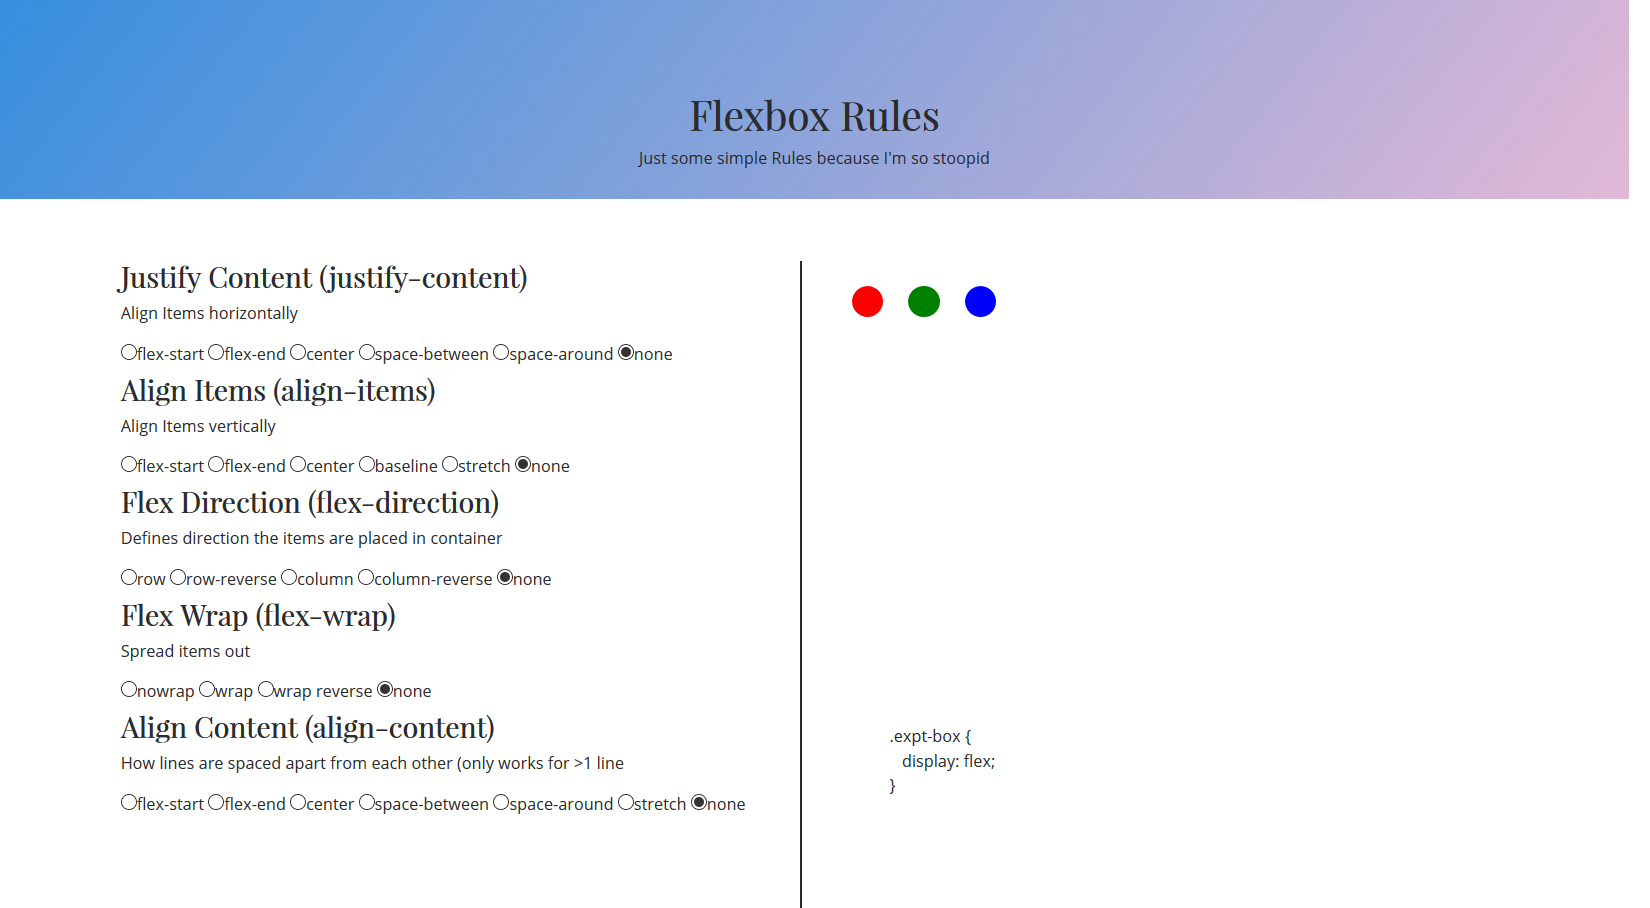 Flexbox Rules
Just some simple Rules because I'm so stoopid
Justify Content (justify-content)
Align Items horizontally
flex-start flex-end center space-between space-around none
Align Items (align-items)
Align Items vertically
flex-start flex-end center baseline stretch none
Flex Direction (flex-direction)
Defines direction the items are placed in container
row row-reverse column column-reverse none
Flex Wrap (flex-wrap)
Spread items out
nowrap wrap wrap reverse none
Align Content (align-content)
How lines are spaced apart from each other (only works for >1 line
flex-start flex-end center space-between space-around stretch none
.expt-box {
display: flex;
}